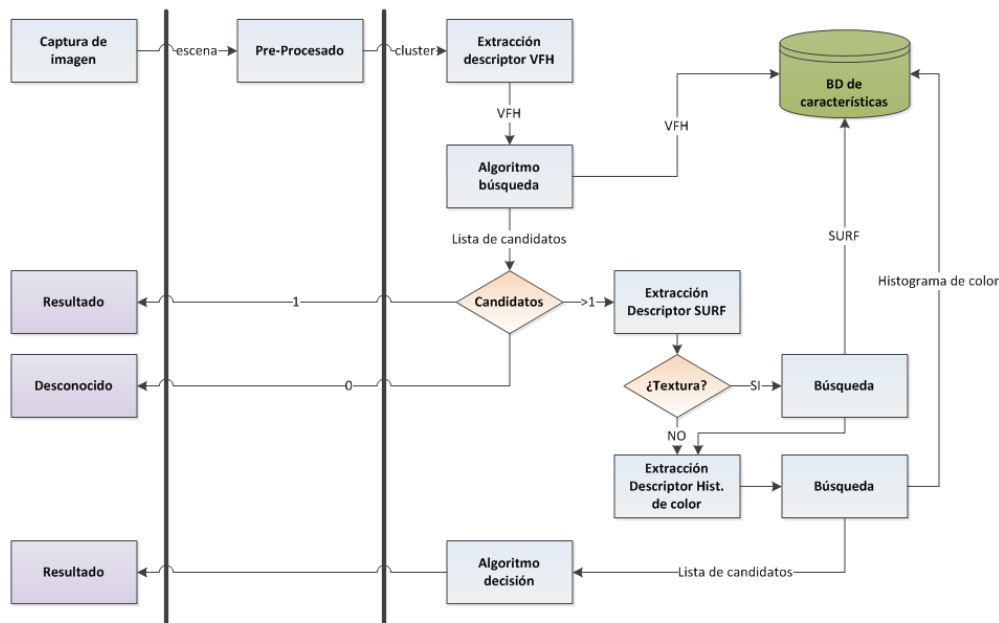 Captura de
imagen
escena
Pre-Procesado
cluster
Extracción
descriptor VFH
BD de
características
VFH
VFH
Algoritmo
búsqueda
Lista de candidatos
SURF
Histograma de color
Resultado
1
Candidatos
>1
Extracción
Descriptor SURF
Desconocido
0
¿Textura?
SI
Búsqueda
NO
Extracción
Descriptor Hist.
de color
Búsqueda
Resultado
Algoritmo
decisión
Lista de candidatos